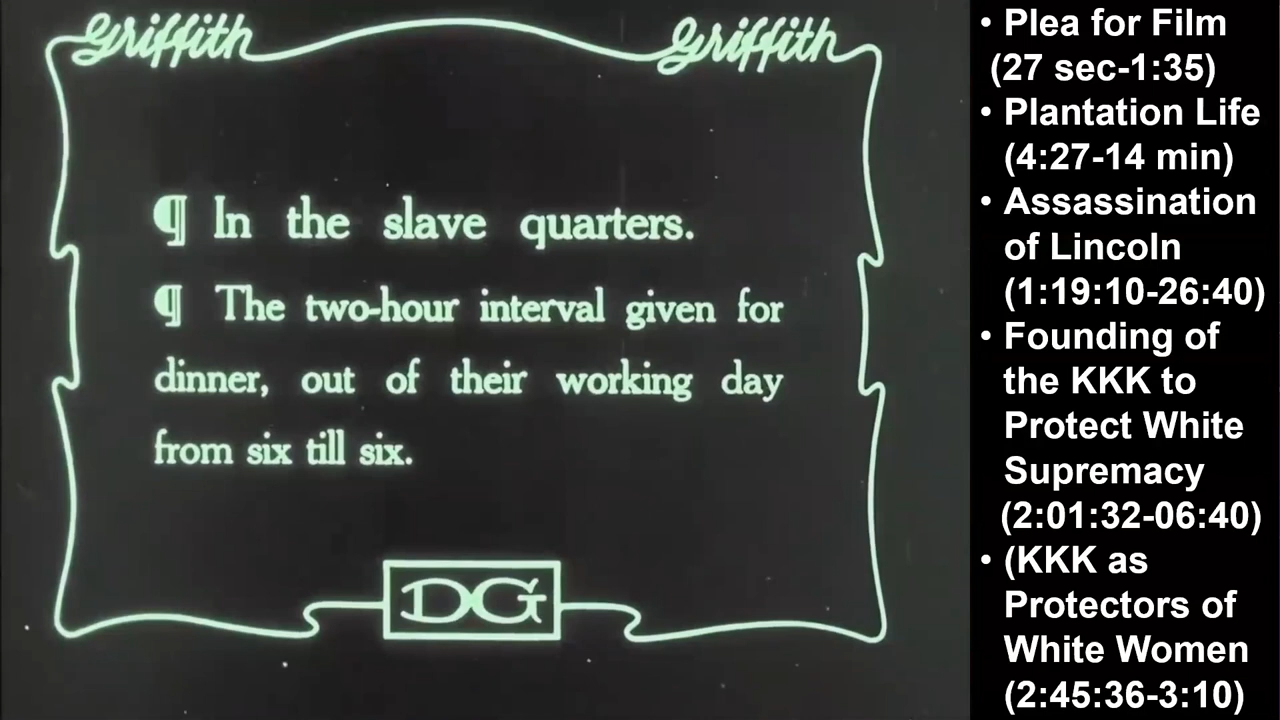 Griffith Griffith
¶ In the slave quarters.
¶ The two-hour interval given for
dinner, out of their working day
from six till six.
DG
• Plea for Film
(27 sec-1:35)
• Plantation Life
(4:27-14 min)
• Assassination
of Lincoln
(1:19:10-26:40)
• Founding of
the KKK to
Protect White
Supremacy
(2:01:32-06:40)
• (KKK as
Protectors of
White Women
(2:45:36-3:10)